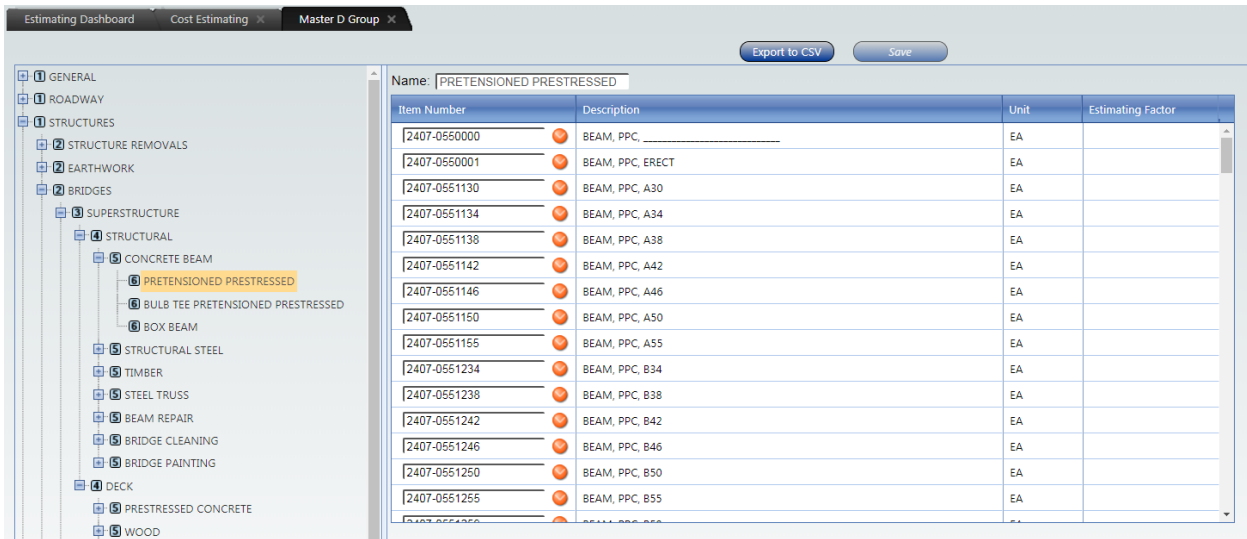 Estimating Dashboard Cost Estimating × Master D Group ×
Export to CSV Save
1 GENERAL
1 ROADWAY
1 STRUCTURES
2 STRUCTURE REMOVALS
2 EARTHWORK
2 BRIDGES
3 SUPERSTRUCTURE
4 STRUCTURAL
5 CONCRETE BEAM
6 PRETENSIONED PRESTRESSED
6 BULB TEE PRETENSIONED PRESTRESSED
6 BOX BEAM
5 STRUCTURAL STEEL
5 TIMBER
5 STEEL TRUSS
5 BEAM REPAIR
5 BRIDGE CLEANING
5 BRIDGE PAINTING
4 DECK
5 PRESTRESSED CONCRETE
5 WOOD
Name: PRETENSIONED PRESTRESSED
Item Number Description Unit Estimating Factor
2407-0550000 BEAM, PPC, ____________________________ EA
2407-0550001 BEAM, PPC, ERECT EA
2407-0551130 BEAM, PPC, A30 EA
2407-0551134 BEAM, PPC, A34 EA
2407-0551138 BEAM, PPC, A38 EA
2407-0551142 BEAM, PPC, A42 EA
2407-0551146 BEAM, PPC, A46 EA
2407-0551150 BEAM, PPC, A50 EA
2407-0551155 BEAM, PPC, A55 EA
2407-0551234 BEAM, PPC, B34 EA
2407-0551238 BEAM, PPC, B38 EA
2407-0551242 BEAM, PPC, B42 EA
2407-0551246 BEAM, PPC, B46 EA
2407-0551250 BEAM, PPC, B50 EA
2407-0551255 BEAM, PPC, B55 EA